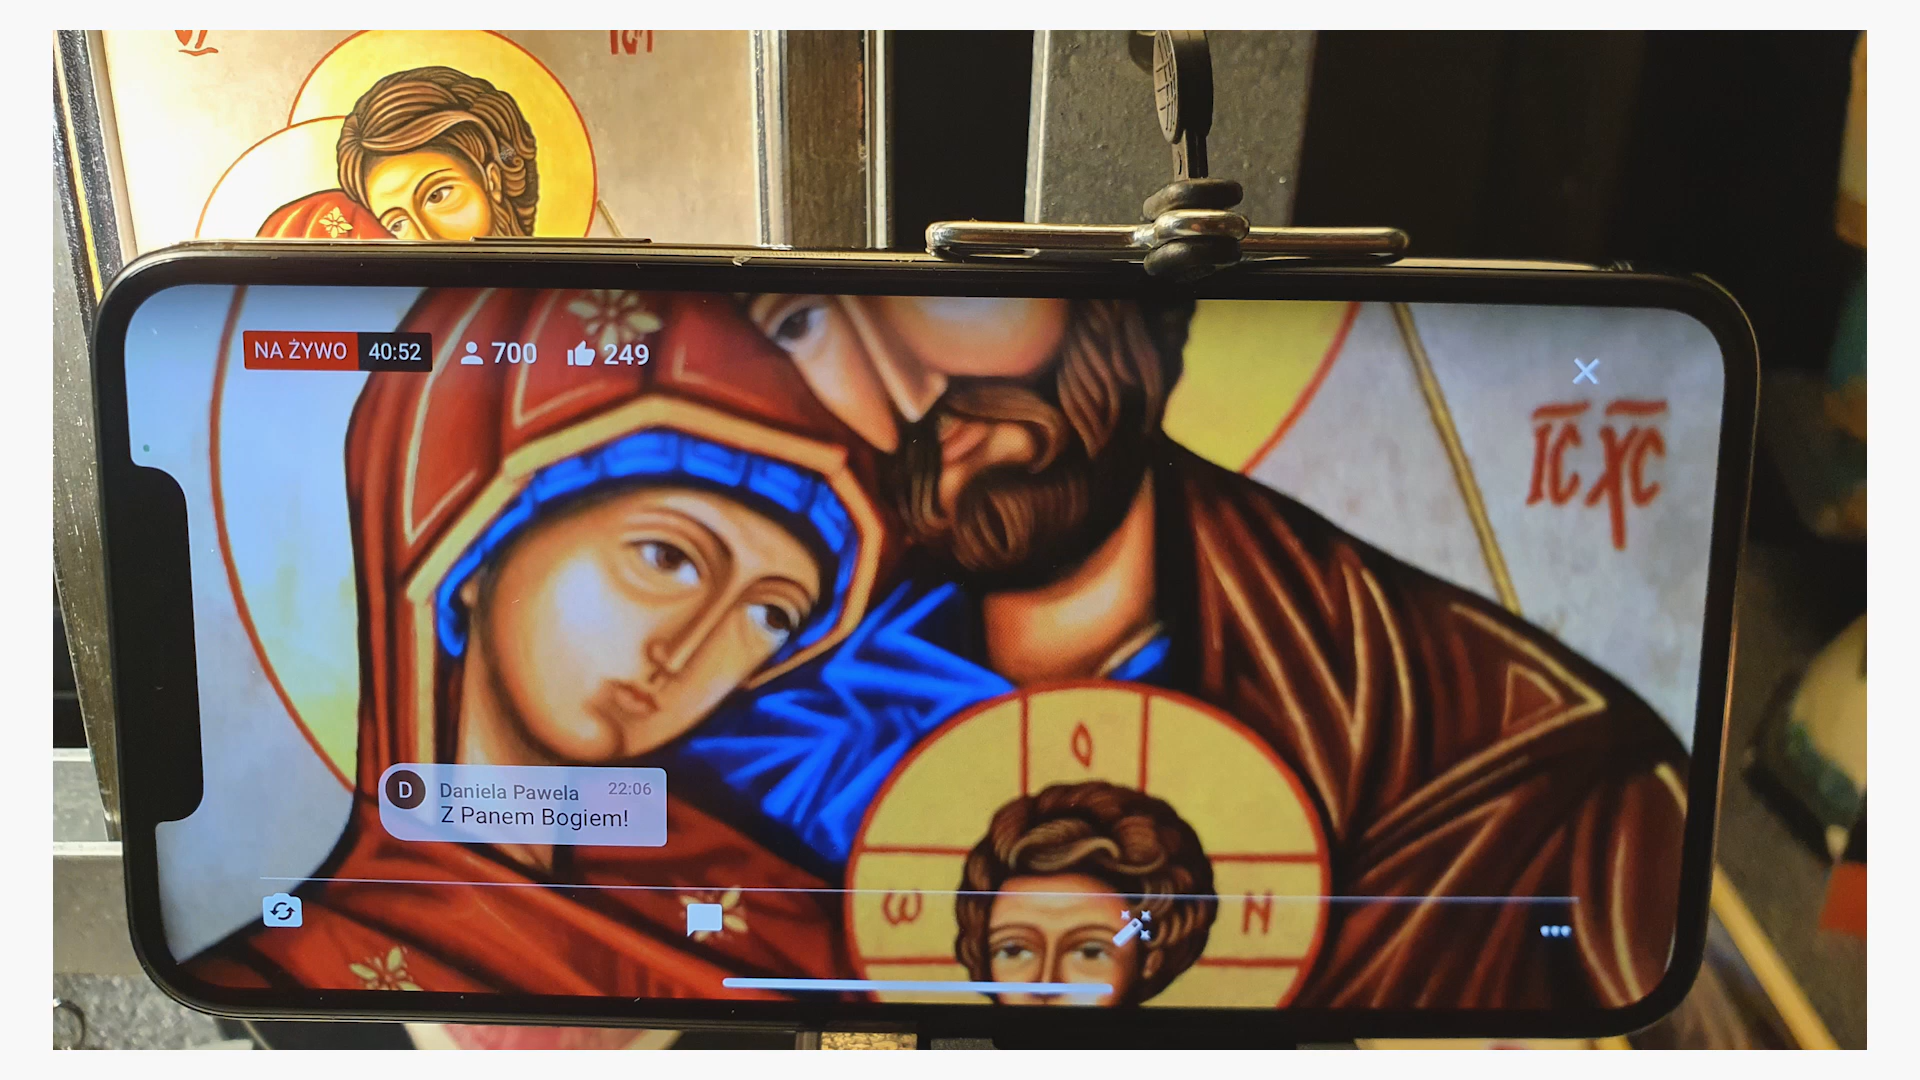 NA ŻYWO 40:52 700 249
IC XC
Daniela Pawela 22:06
Z Panem Bogiem!
D
O
ω N